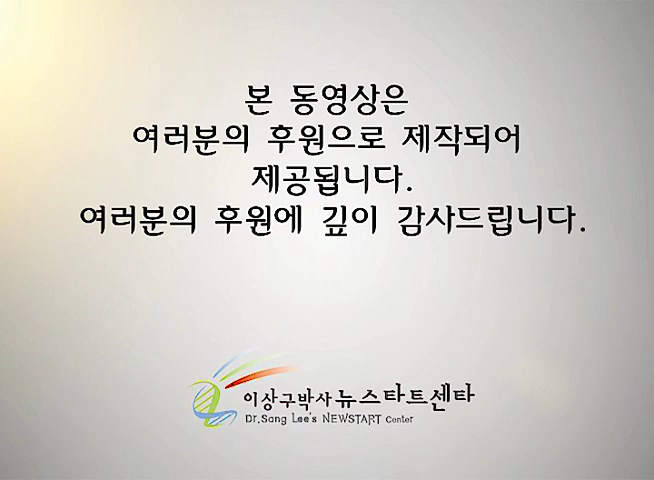 본 동영상은
여러분의 후원으로 제작되어
제공됩니다.
여러분의 후원에 깊이 감사드립니다.
이상구박사 뉴스타트센타
Dr.Sang Lee's NEWSTART Center